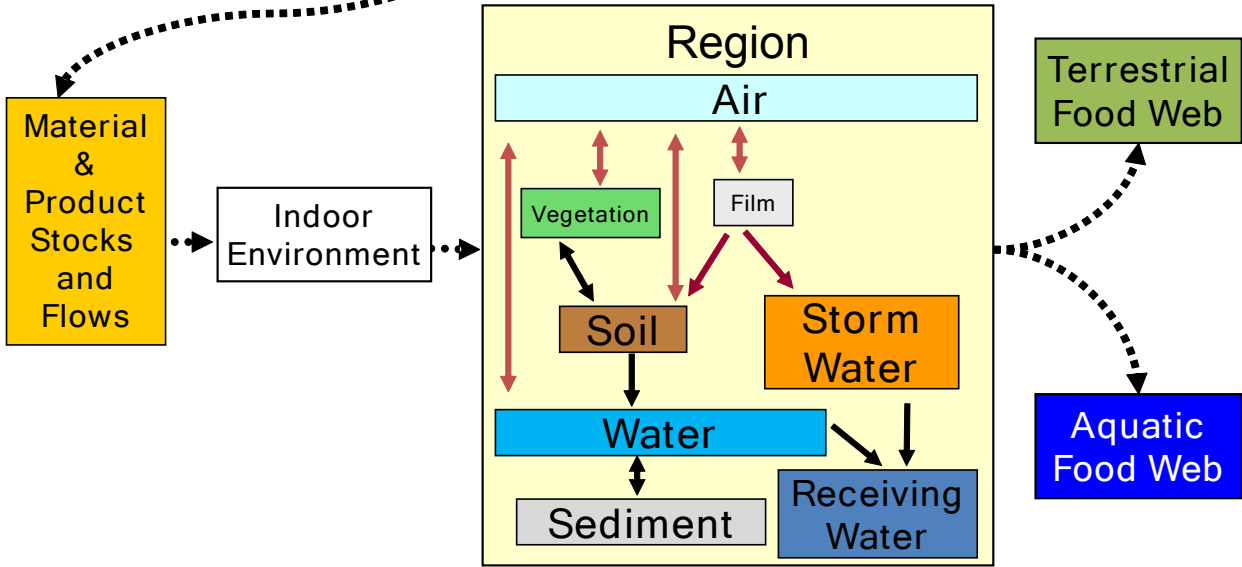 Material
&
Product
Stocks
and
Flows
Indoor
Environment
Region
Air
Vegetation
Film
Soil
Storm
Water
Water
Sediment
Receiving
Water
Terrestrial
Food Web
Aquatic
Food Web